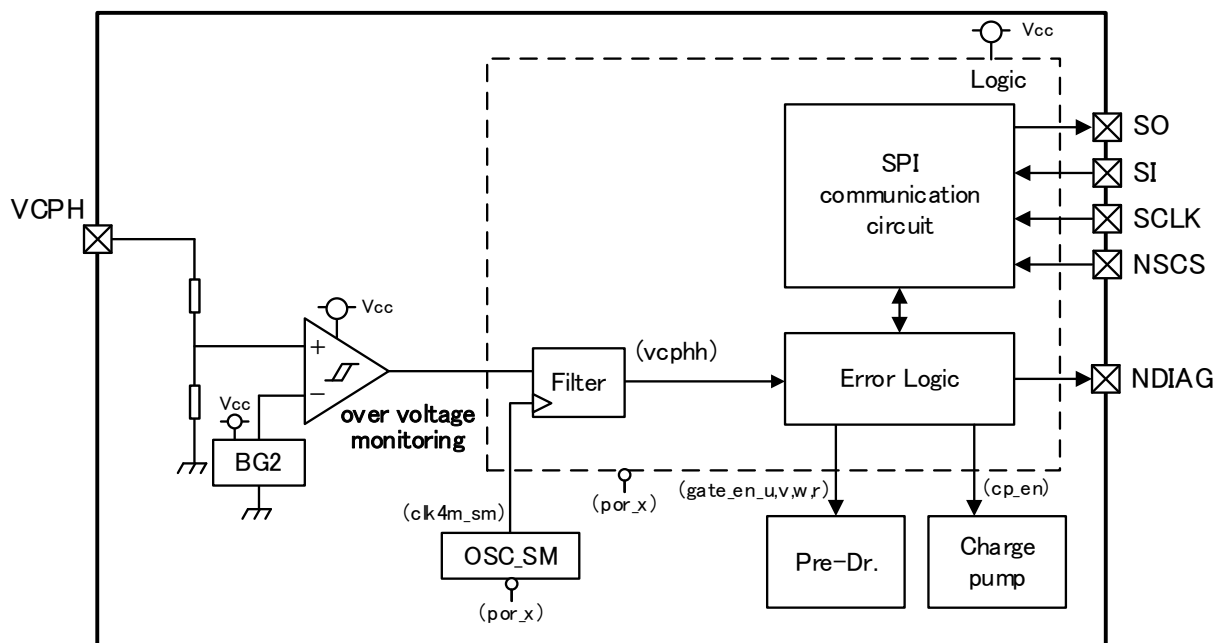 Vcc
Logic
SO
SPI
communication
circuit
SI
VCPH
SCLK
NSCS
Vcc
+
(vcphh)
Filter
Error Logic
NDIAG
−
Vcc
over voltage
monitoring
BG2
(clk4m_sm)
(por_x)
(gate_en_u,v,w,r)
(cp_en)
OSC_SM
Pre-Dr.
Charge
pump
(por_x)